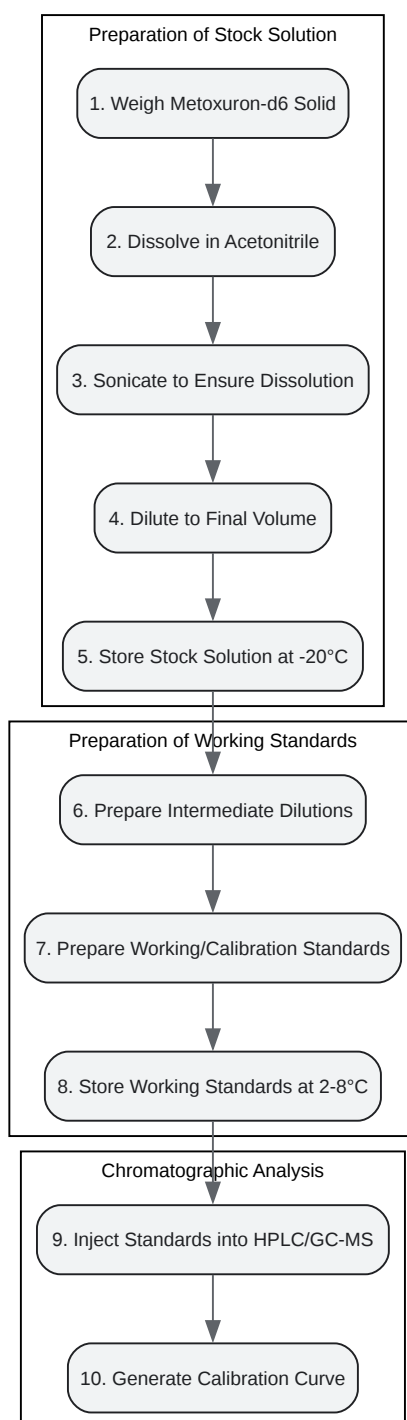 Preparation of Stock Solution
1. Weigh Metoxuron-d6 Solid
2. Dissolve in Acetonitrile
3. Sonicate to Ensure Dissolution
4. Dilute to Final Volume
5. Store Stock Solution at -20°C
Preparation of Working Standards
6. Prepare Intermediate Dilutions
7. Prepare Working/Calibration Standards
8. Store Working Standards at 2-8°C
Chromatographic Analysis
9. Inject Standards into HPLC/GC-MS
10. Generate Calibration Curve